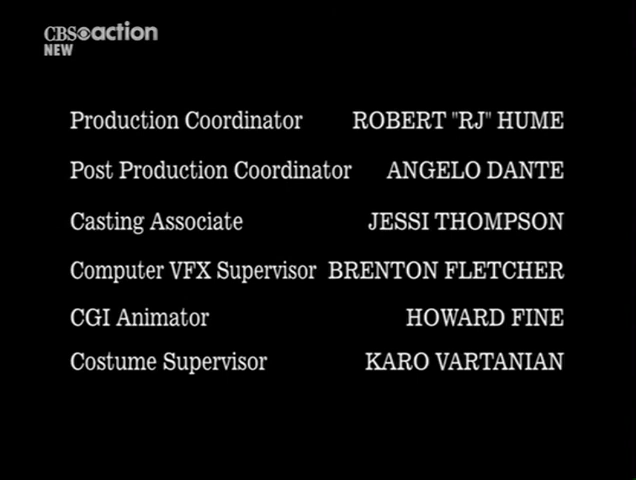 CBS action
NEW
Production Coordinator ROBERT "RJ" HUME
Post Production Coordinator ANGELO DANTE
Casting Associate JESSI THOMPSON
Computer VFX Supervisor BRENTON FLETCHER
CGI Animator HOWARD FINE
Costume Supervisor KARO VARTANIAN